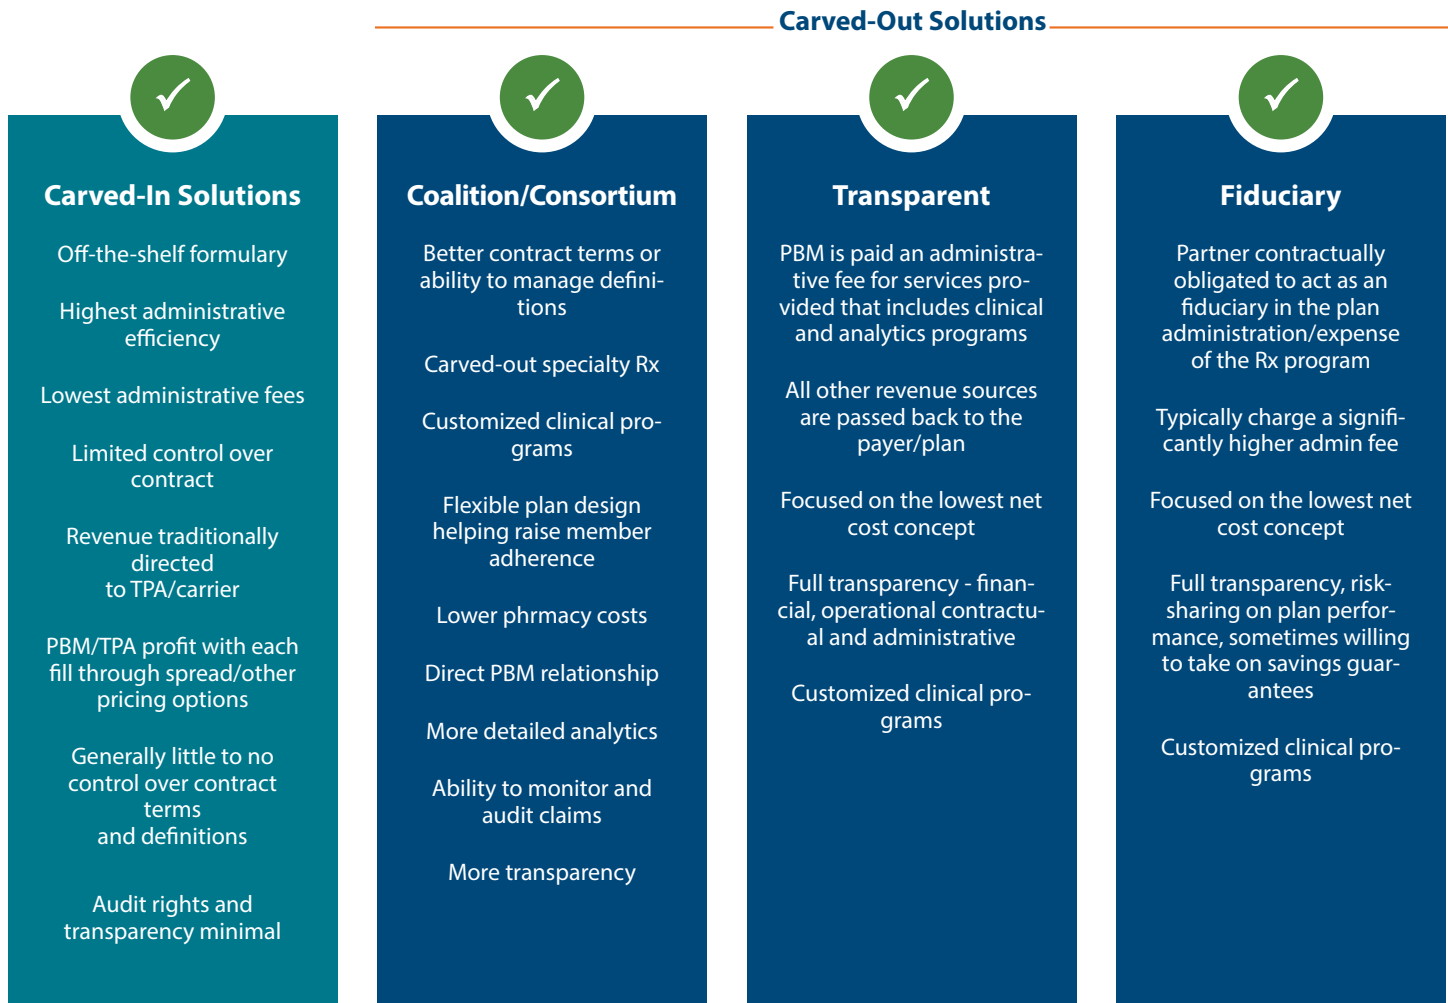 Carved-Out Solutions
Carved-In Solutions
Off-the-shelf formulary
Highest administrative
efficiency
Lowest administrative fees
Limited control over
contract
Revenue traditionally
directed
to TPA/carrier
PBM/TPA profit with each
fill through spread/other
pricing options
Generally little to no
control over contract
terms
and definitions
Audit rights and
transparency minimal
Coalition/Consortium
Better contract terms or
ability to manage defini-
tions
Carved-out specialty Rx
Customized clinical pro-
grams
Flexible plan design
helping raise member
adherence
Lower phrmacy costs
Direct PBM relationship
More detailed analytics
Ability to monitor and
audit claims
More transparency
Transparent
PBM is paid an administra-
tive fee for services pro-
vided that includes clinical
and analytics programs
All other revenue sources
are passed back to the
payer/plan
Focused on the lowest net
cost concept
Full transparency - finan-
cial, operational contractu-
al and administrative
Customized clinical pro-
grams
Fiduciary
Partner contractually
obligated to act as an
fiduciary in the plan
administration/expense
of the Rx program
Typically charge a signifi-
cantly higher admin fee
Focused on the lowest net
cost concept
Full transparency, risk-
sharing on plan perfor-
mance, sometimes willing
to take on savings guar-
antees
Customized clinical pro-
grams